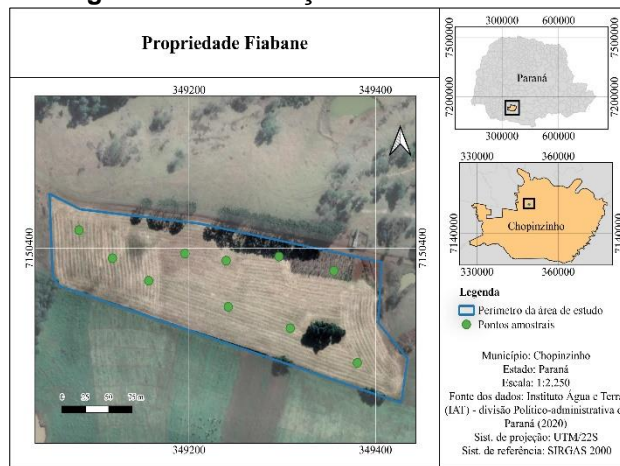 Propriedade Fiabane
349200
349400
7150400
7150400
349200
349400
0 25 50 75 m
300000
600000
7500000
7500000
Paraná
7200000
7200000
300000
600000
330000
360000
Chopinzinho
7140000
7140000
330000
360000
Legenda
Perímetro da área de estudo
Pontos amostrais
Município: Chopinzinho
Estado: Paraná
Escala: 1:2,250
Fonte dos dados: Instituto Água e Terra
(IAT) - divisão Político-administrativa
Paraná (2020)
Sist. de projeção: UTM/22S
Sist. de referência: SIRGAS 2000